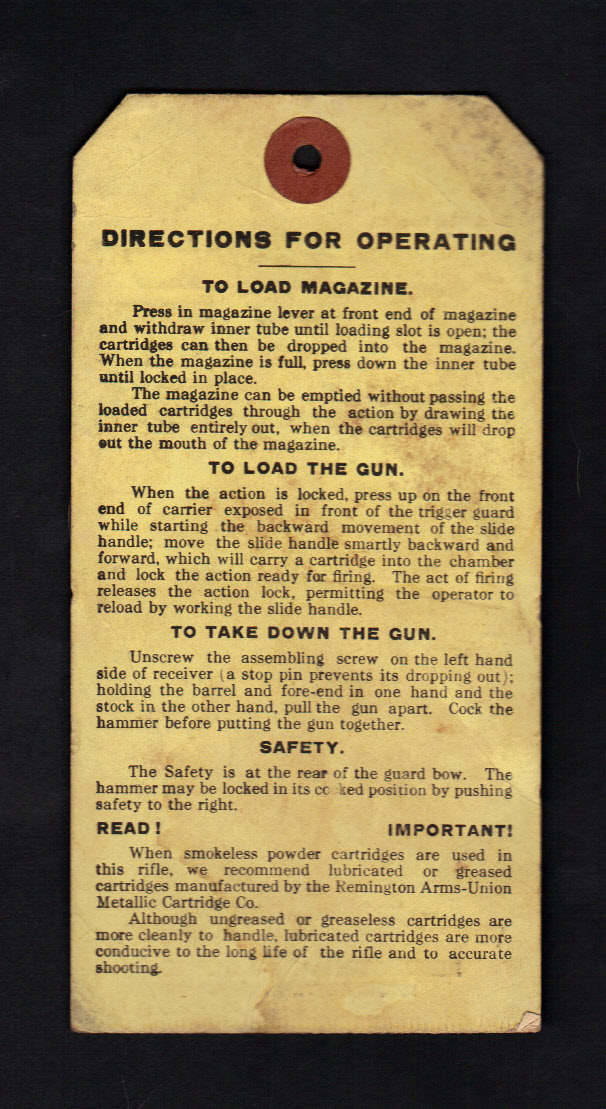 DIRECTIONS FOR OPERATING
TO LOAD MAGAZINE.
Press in magazine lever at front end of magazine
and withdraw inner tube until loading slot is open; the
cartridges can then be dropped into the magazine.
When the magazine is full, press down the inner tube
until locked in place.
The magazine can be emptied without passing the
loaded cartridges through the action by drawing the
inner tube entirely out, when the cartridges will drop
out the mouth of the magazine.
TO LOAD THE GUN.
When the action is locked, press up on the front
end of carrier exposed in front of the trigger guard
while starting the backward movement of the slide
handle; move the slide handle smartly backward and
forward, which will carry a cartridge into the chamber
and lock the action ready for firing. The act of firing
releases the action lock, permitting the operator to
reload by working the slide handle.
TO TAKE DOWN THE GUN.
Unscrew the assembling screw on the left hand
side of receiver (a stop pin prevents its dropping out);
holding the barrel and fore-end in one hand and the
stock in the other hand, pull the gun apart. Cock the
hammer before putting the gun together.
SAFETY.
The Safety is at the rear of the guard bow. The
hammer may be locked in its cocked position by pushing
safety to the right.
READ! IMPORTANT!
When smokeless powder cartridges are used in
this rifle, we recommend lubricated or greased
cartridges manufactured by the Remington Arms-Union
Metallic Cartridge Co.
Although ungreased or greaseless cartridges are
more cleanly to handle, lubricated cartridges are more
conducive to the long life of the rifle and to accurate
shooting.